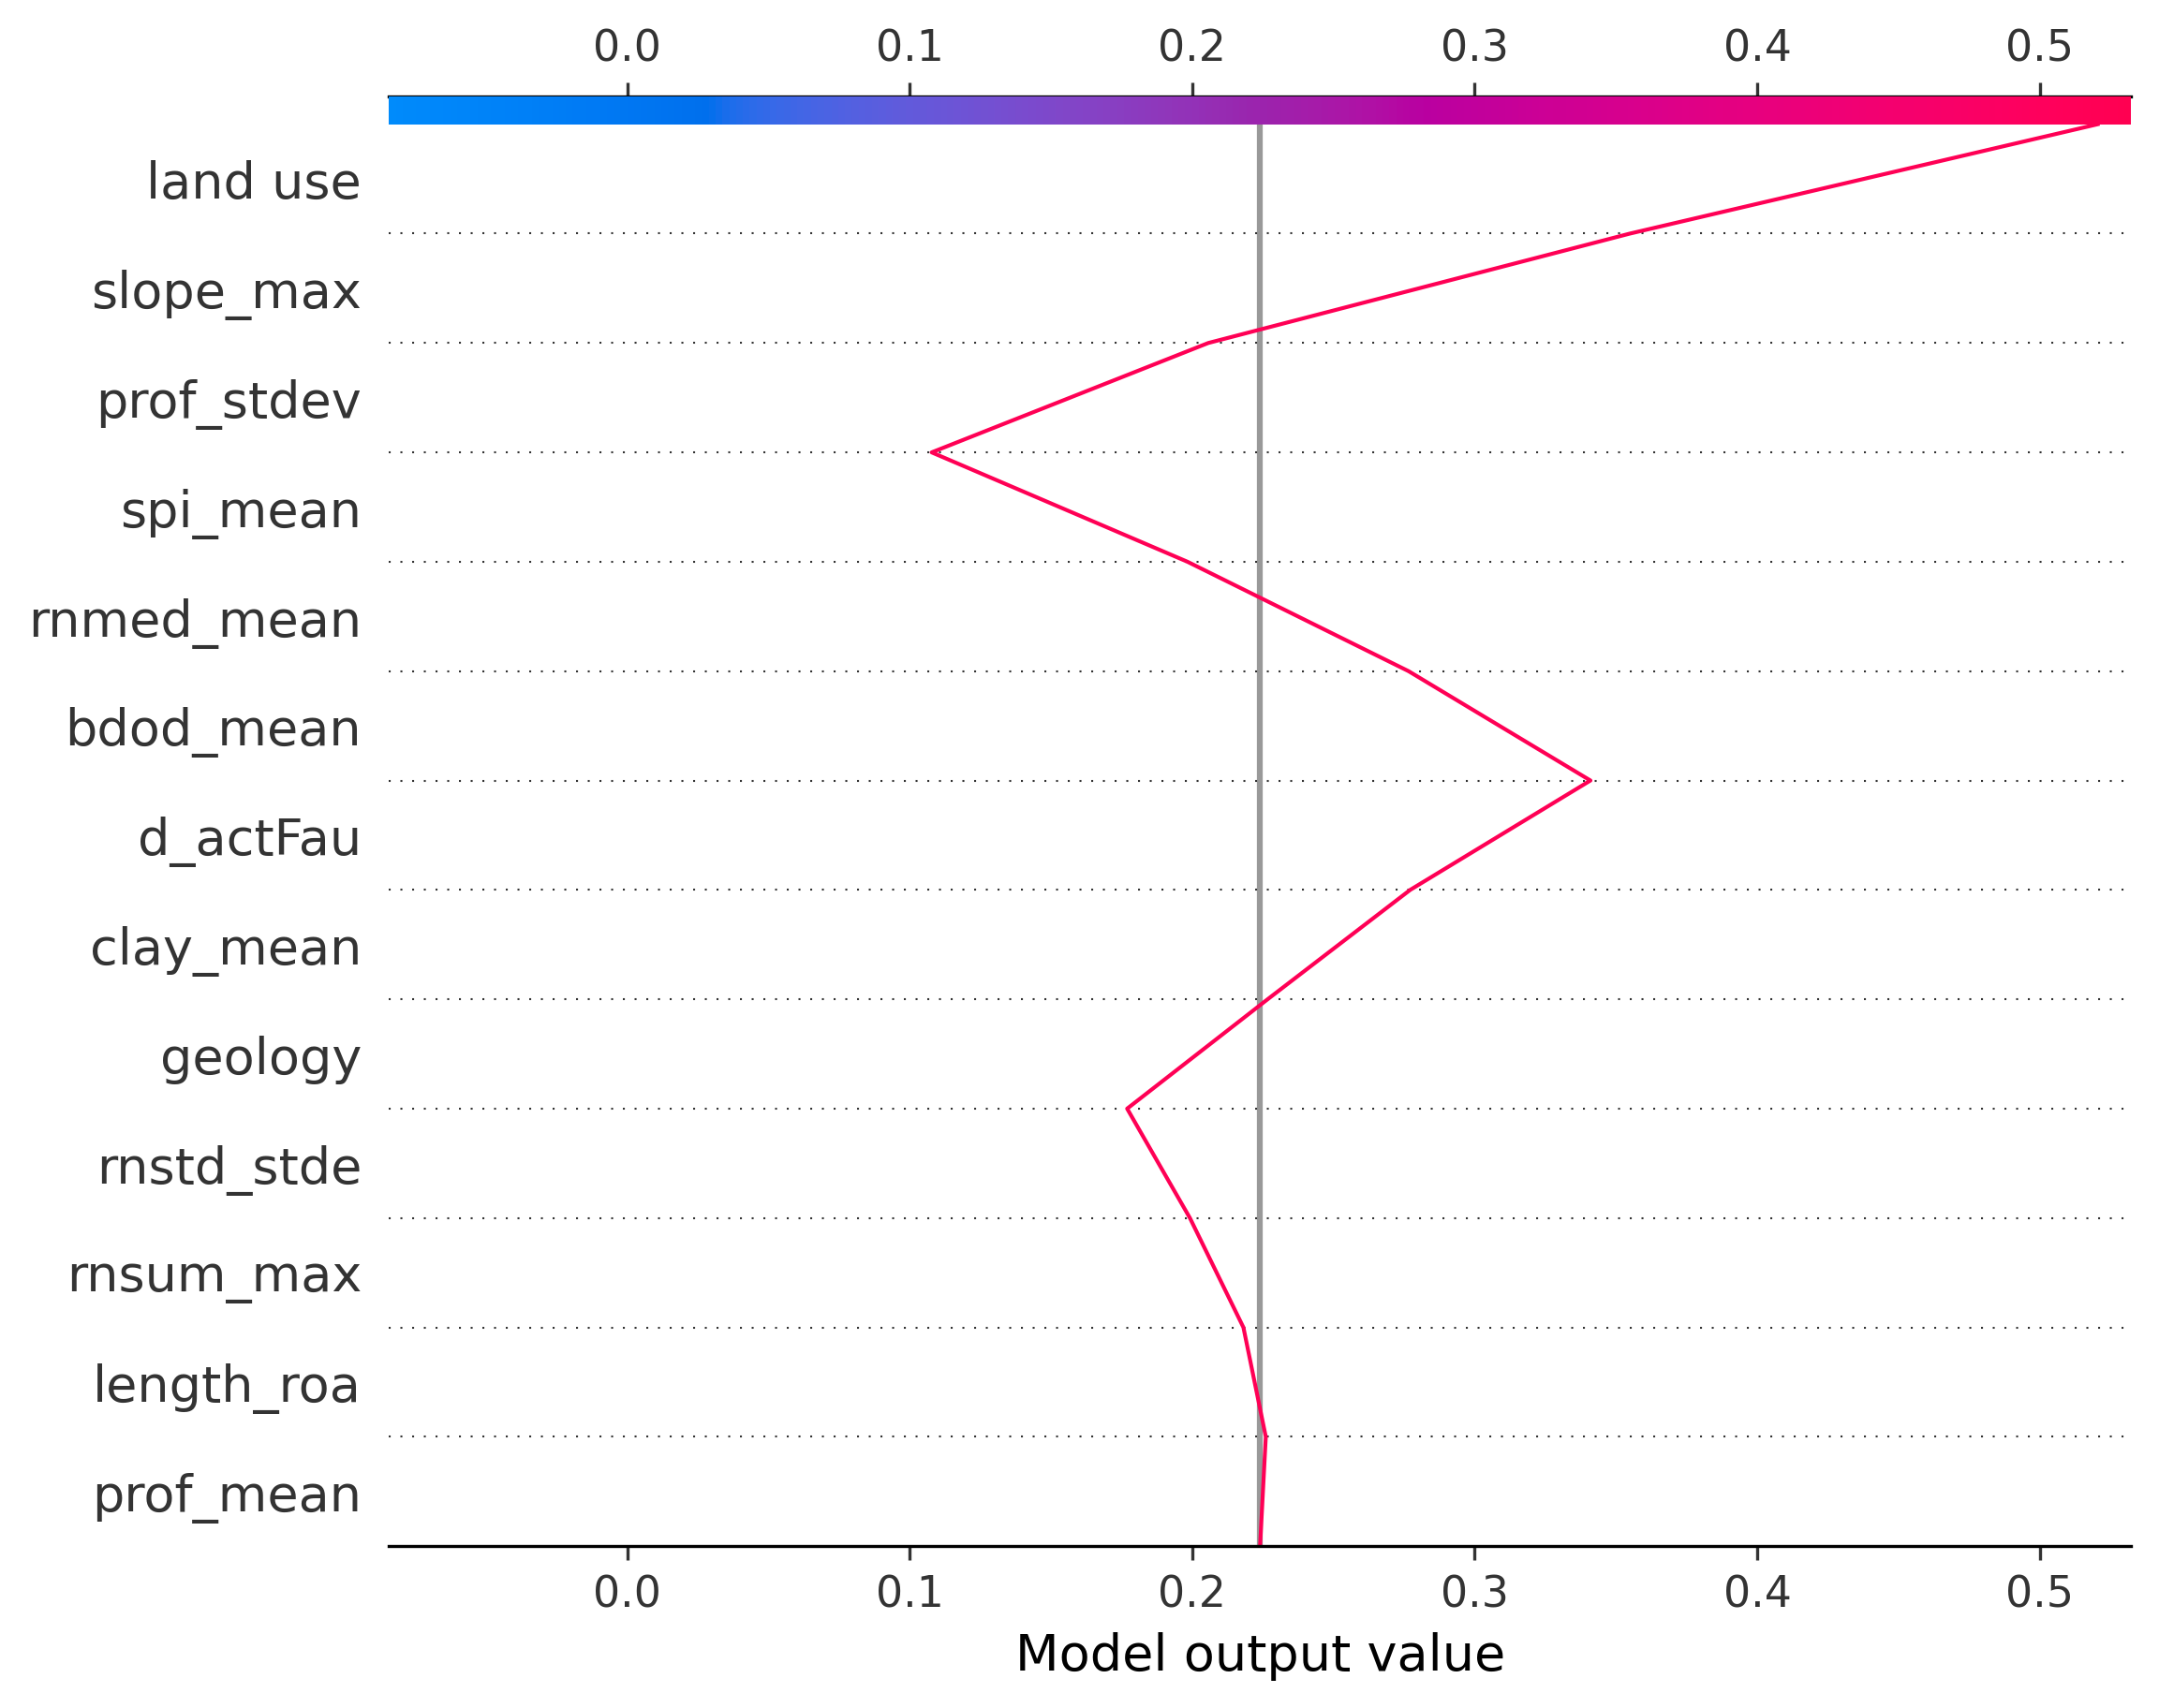 0.0 0.1 0.2 0.3 0.4 0.5
land use
slope_max
prof_stdev
spi_mean
rnmed_mean
bdod_mean
d_actFau
clay_mean
geology
rnstd_stde
rnsum_max
length_roa
prof_mean
0.0 0.1 0.2 0.3 0.4 0.5
Model output value